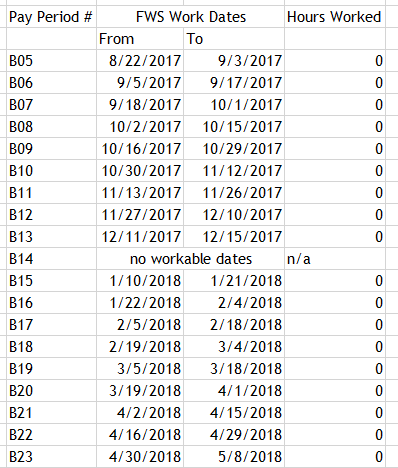 Pay Period # FWS Work Dates Hours Worked
From To
B05 8/22/2017 9/3/2017 0
B06 9/5/2017 9/17/2017 0
B07 9/18/2017 10/1/2017 0
B08 10/2/2017 10/15/2017 0
B09 10/16/2017 10/29/2017 0
B10 10/30/2017 11/12/2017 0
B11 11/13/2017 11/26/2017 0
B12 11/27/2017 12/10/2017 0
B13 12/11/2017 12/15/2017 0
B14 no workable dates n/a
B15 1/10/2018 1/21/2018 0
B16 1/22/2018 2/4/2018 0
B17 2/5/2018 2/18/2018 0
B18 2/19/2018 3/4/2018 0
B19 3/5/2018 3/18/2018 0
B20 3/19/2018 4/1/2018 0
B21 4/2/2018 4/15/2018 0
B22 4/16/2018 4/29/2018 0
B23 4/30/2018 5/8/2018 0